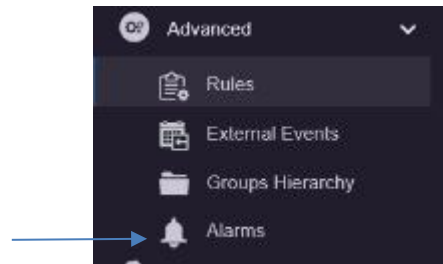 Advanced
Rules
External Events
Groups Hierarchy
Alarms